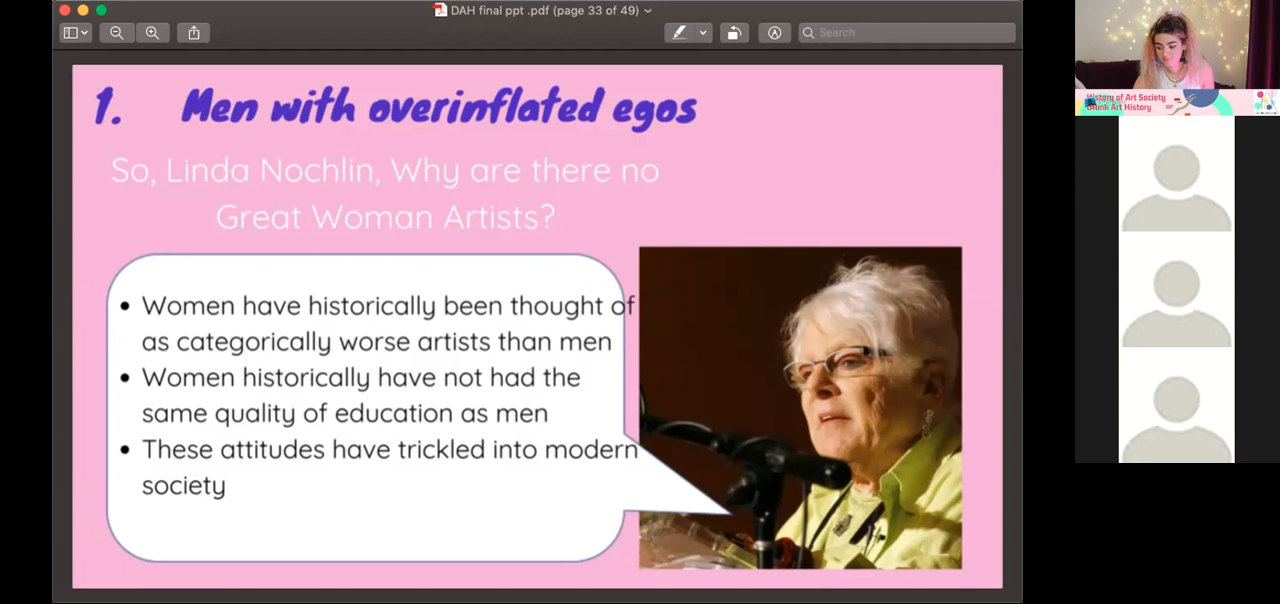 DAH final ppt .pdf (page 33 of 49)
Search
1. Men with overinflated egos
So, Linda Nochlin, Why are there no
Great Woman Artists?
• Women have historically been thought of
as categorically worse artists than men
• Women historically have not had the
same quality of education as men
• These attitudes have trickled into modern
society
History of Art Society
Drunk Art History